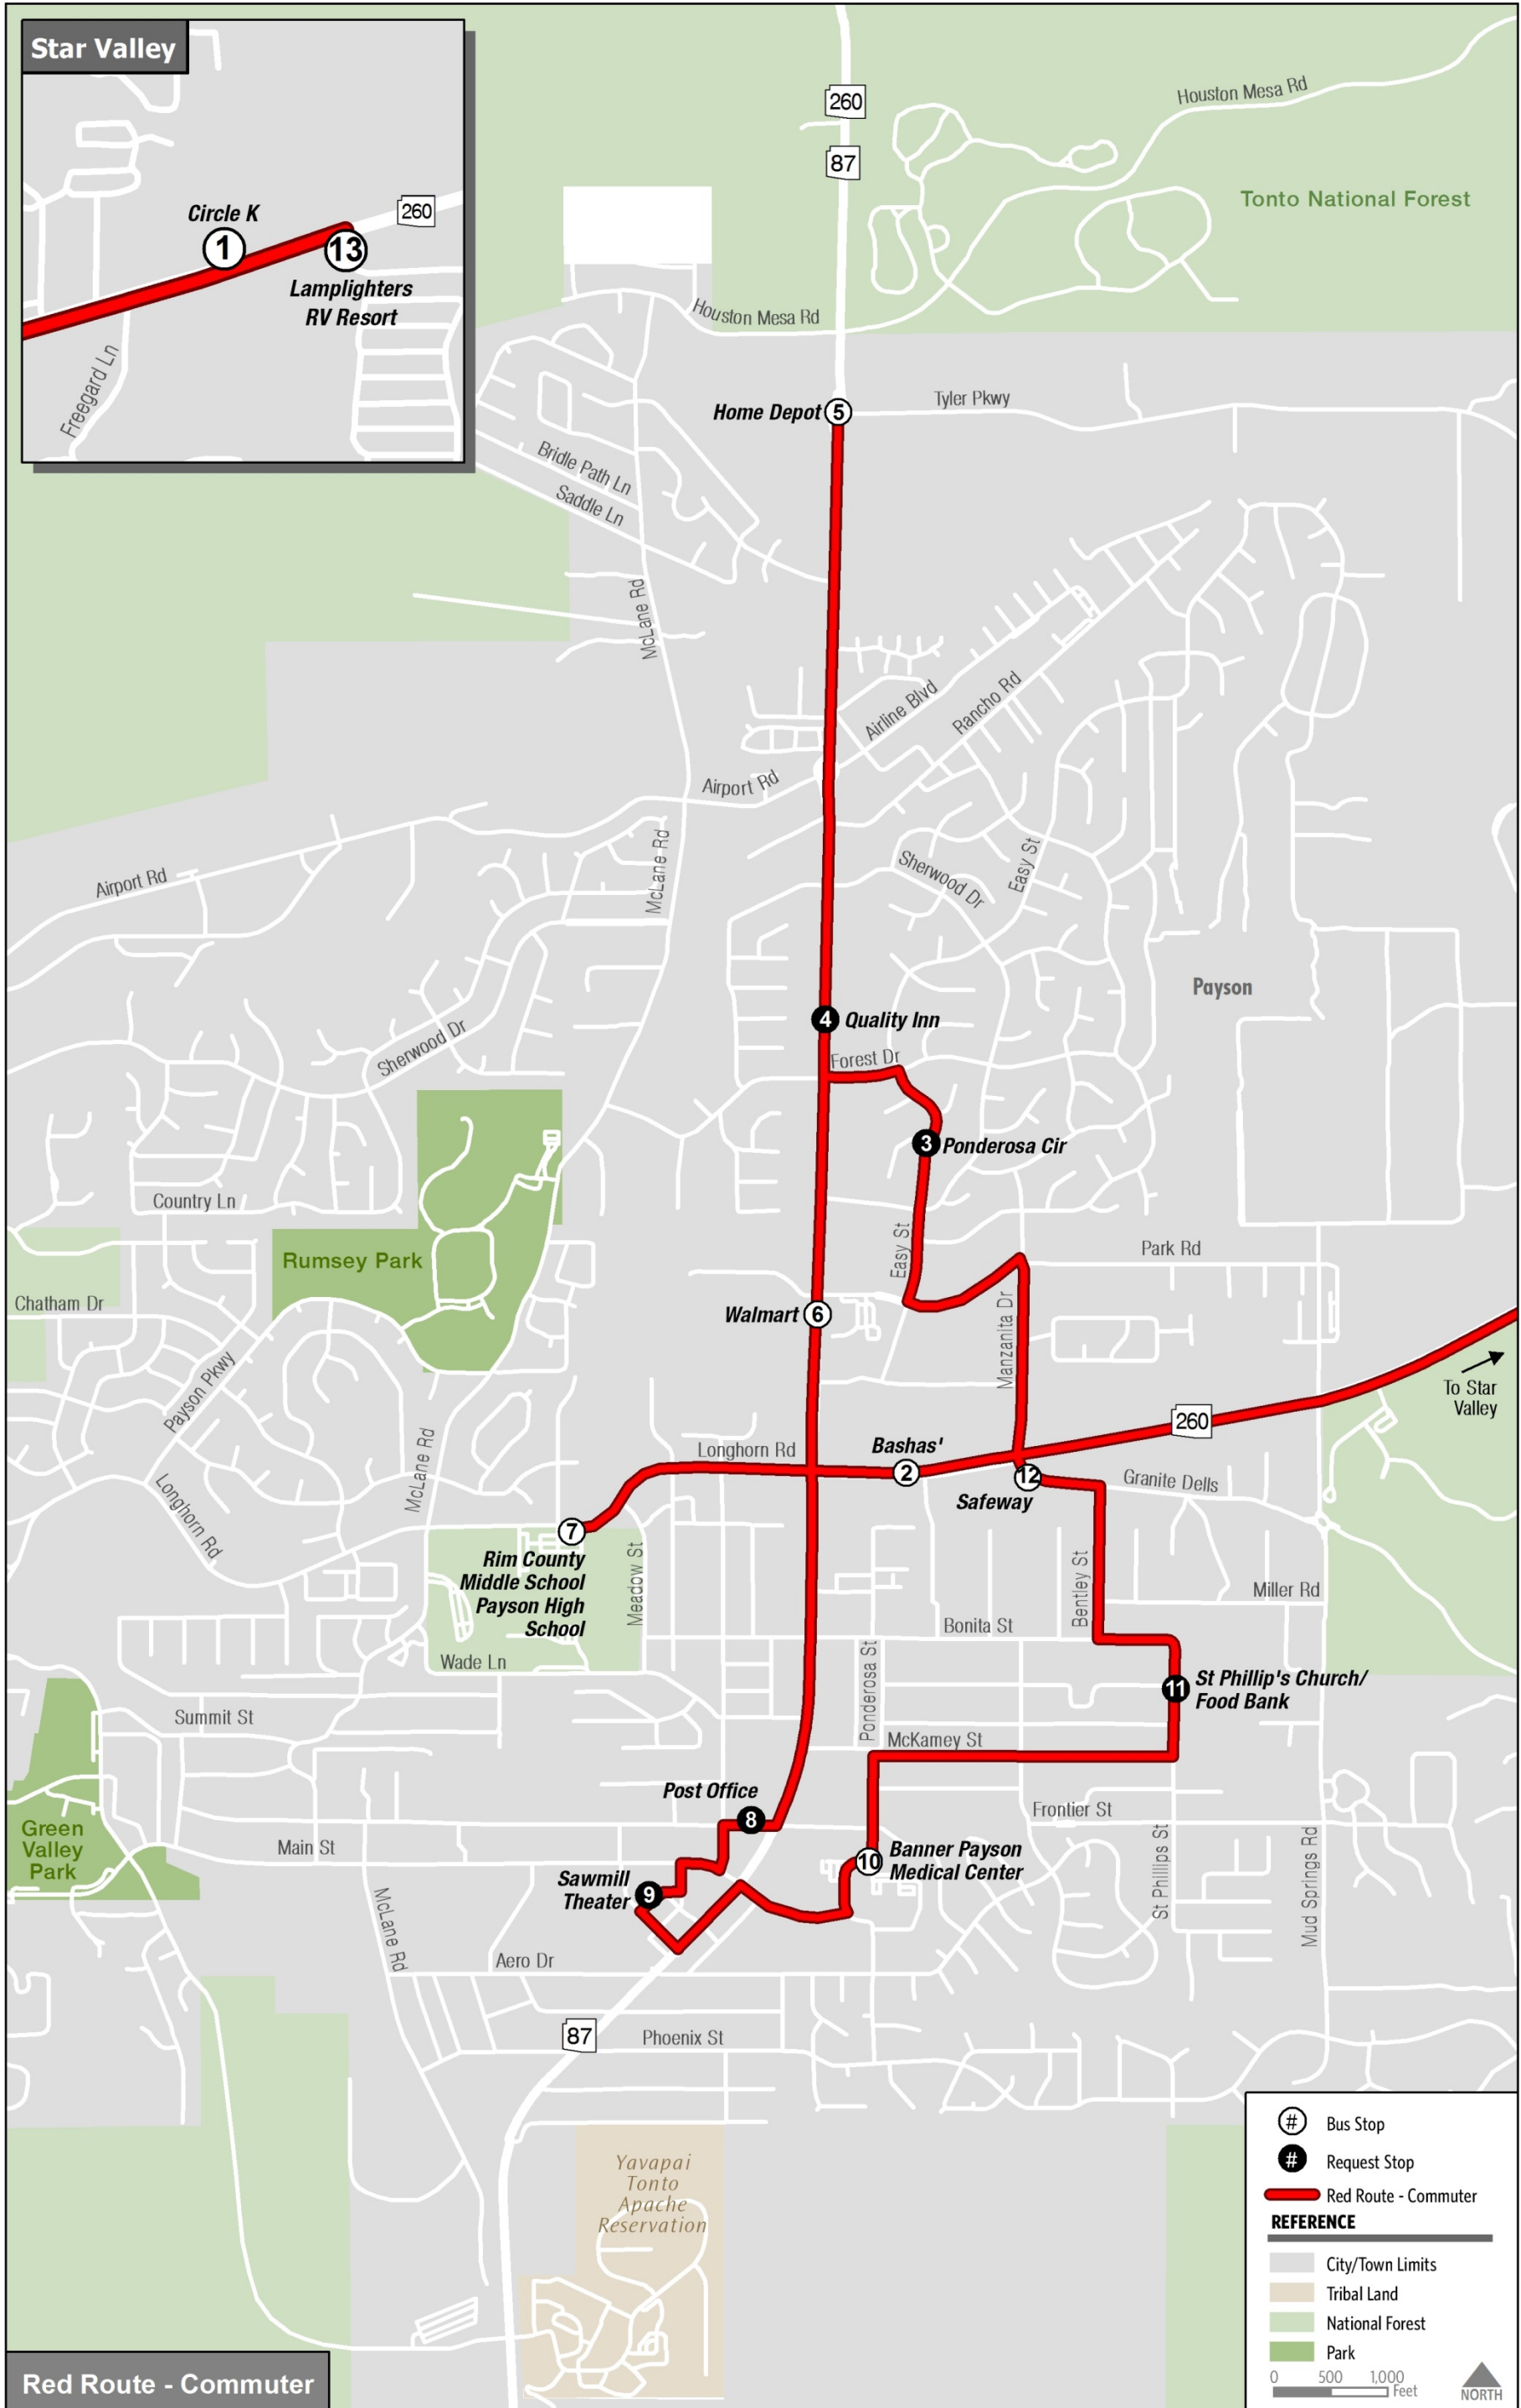 Star Valley
Circle K
1
13
260
Lamplighters
RV Resort
Freegard Ln
260
87
Houston Mesa Rd
Tonto National Forest
Houston Mesa Rd
Home Depot
5
Tyler Pkwy
Bridle Path Ln
Saddle Ln
McLane Rd
Airline Blvd
Rancho Rd
Airport Rd
McLane Rd
Airport Rd
Sherwood Dr
Easy St
Payson
4
Quality Inn
Sherwood Dr
Forest Dr
3
Ponderosa Cir
Country Ln
Rumsey Park
Easy St
Park Rd
Chatham Dr
Walmart
6
Manzanita Dr
Payson Pkwy
To Star
Valley
260
McLane Rd
Longhorn Rd
Bashas'
2
12
Safeway
Granite Dells
Longhorn Rd
7
Rim County
Middle School
Payson High
School
Meadow St
Bentley St
Miller Rd
Bonita St
Wade Ln
Ponderosa St
11
St Phillip's Church/
Food Bank
Summit St
McKamey St
Post Office
8
Frontier St
Green
Valley
Park
Main St
10
Banner Payson
Medical Center
Sawmill
Theater
9
St Phillips St
Mud Springs Rd
McLane Rd
Aero Dr
87
Phoenix St
Yavapai
Tonto
Apache
Reservation
# Bus Stop
# Request Stop
Red Route - Commuter
REFERENCE
City/Town Limits
Tribal Land
National Forest
Park
0 500 1,000
Feet
NORTH
Red Route - Commuter